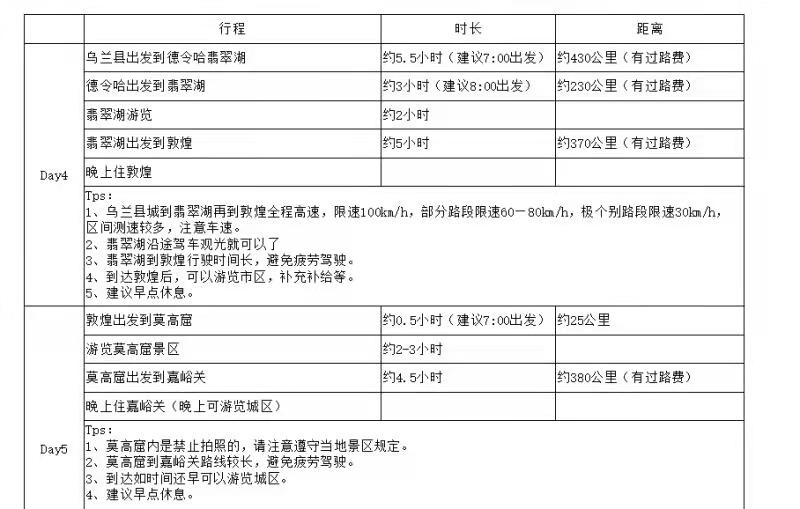 行程 时长 距离
乌兰县出发到德令哈翡翠湖 约5.5小时（建议7:00出发） 约430公里（有过路费）
德令哈出发到翡翠湖 约3小时（建议8:00出发） 约230公里（有过路费）
翡翠湖游览 约2小时
翡翠湖出发到敦煌 约5小时 约370公里（有过路费）
晚上住敦煌
Day4
Tps:
1、乌兰县城到翡翠湖再到敦煌全程高速，限速100km/h，部分路段限速60—80km/h，极个别路段限速30km/h，
区间测速较多，注意车速。
2、翡翠湖沿途驾车观光就可以了
3、翡翠湖到敦煌行驶时间长，避免疲劳驾驶。
4、到达敦煌后，可以游览市区，补充补给等。
5、建议早点休息。
敦煌出发到莫高窟 约0.5小时（建议7:00出发） 约25公里
游览莫高窟景区 约2-3小时
莫高窟出发到嘉峪关 约4.5小时 约380公里（有过路费）
晚上住嘉峪关（晚上可游览城区）
Day5
Tps:
1、莫高窟内是禁止拍照的，请注意遵守当地景区规定。
2、莫高窟到嘉峪关路线较长，避免疲劳驾驶。
3、到达如时间还早可以游览城区。
4、建议早点休息。